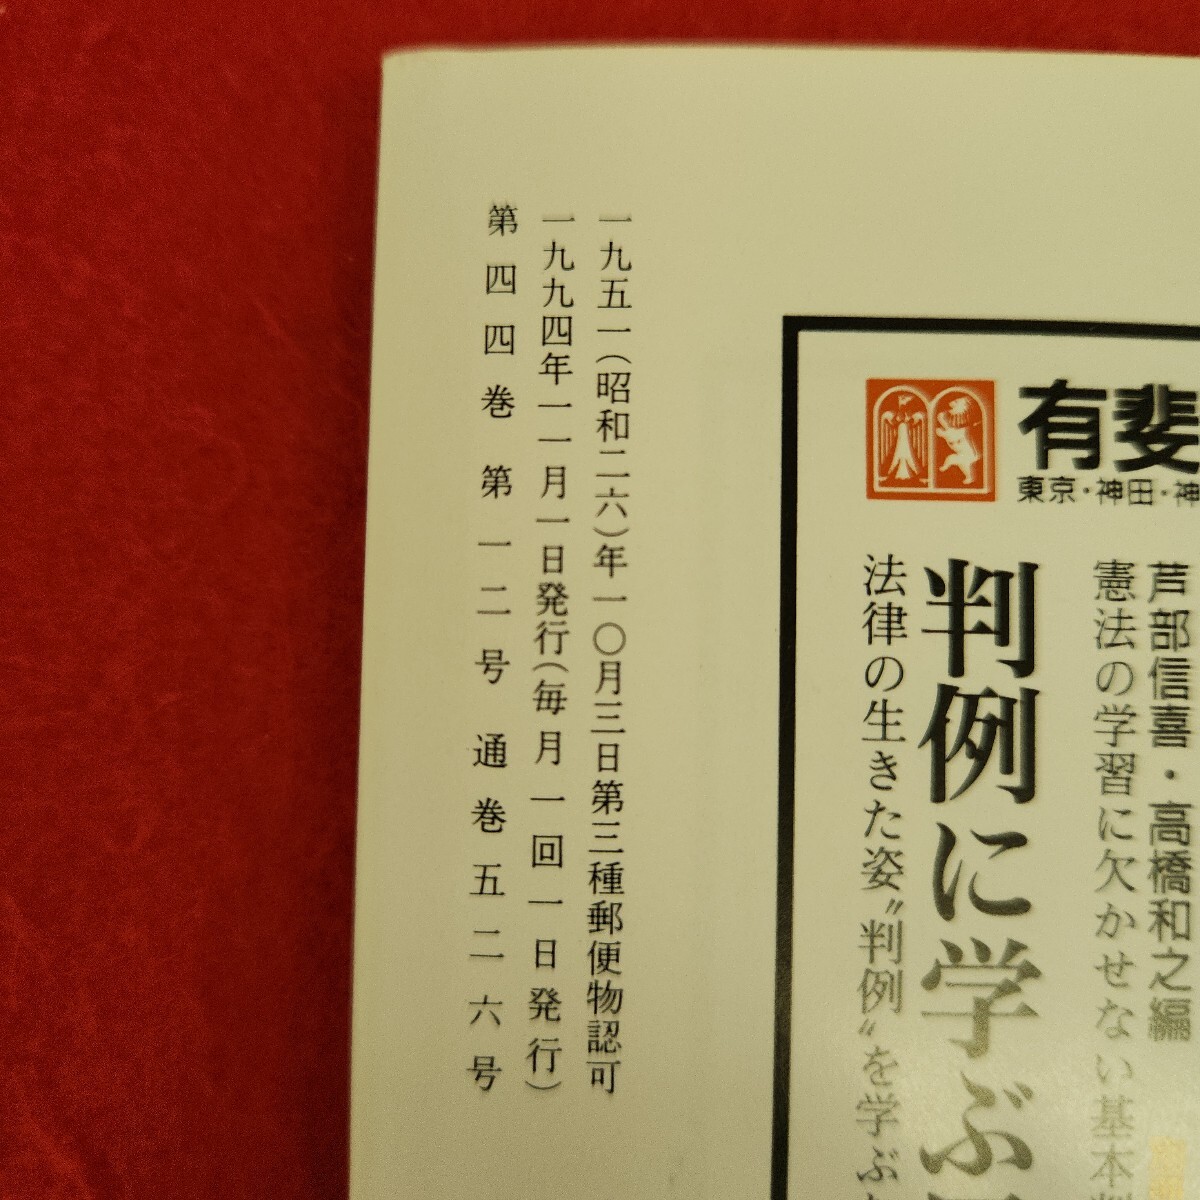 一九五一(昭和二六)年一〇月三日第三種郵便物認可
一九九四年一一月一日発行(毎月一回一日発行)
第四四巻 第一二号 通巻五二六号
有斐
東京・神田・神
芦部信喜・高橋和之編
憲法の学習に欠かせない基本
判例に学ぶ
法律の生きた姿〝判例〟を学ぶ